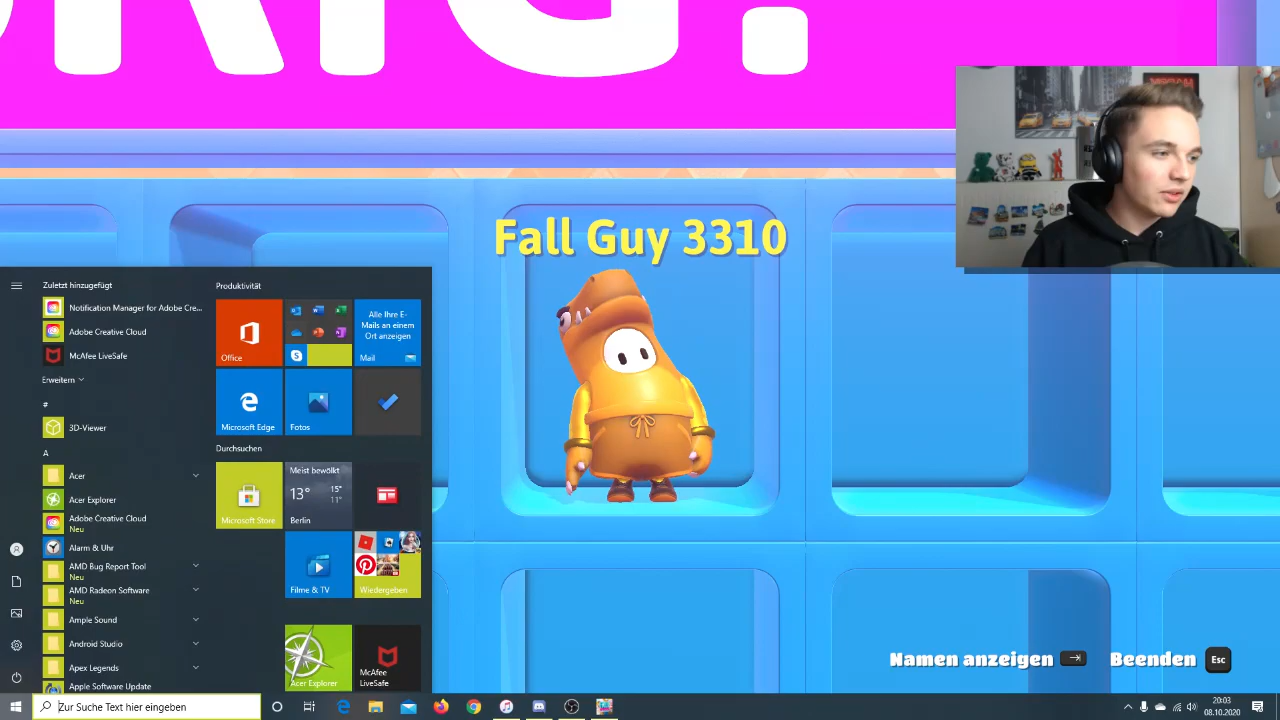 Fall Guy 3310
Zuletzt hinzugefügt
Notification Manager for Adobe Cre...
Adobe Creative Cloud
McAfee LiveSafe
Erweitern
#
3D-Viewer
A
Acer
Acer Explorer
Adobe Creative Cloud
Neu
Alarm & Uhr
AMD Bug Report Tool
Neu
AMD Radeon Software
Neu
Ample Sound
Android Studio
Apex Legends
Apple Software Update
Produktivität
Office
Alle Ihre E-
Mails an einem
Ort anzeigen
Mail
Microsoft Edge
Fotos
Durchsuchen
Microsoft Store
Meist bewölkt
13° 15°
11°
Berlin
Filme & TV
Wiedergeben
Acer Explorer
McAfee
LiveSafe
Namen anzeigen
Beenden Esc
Zur Suche Text hier eingeben
20:03
08.10.2020